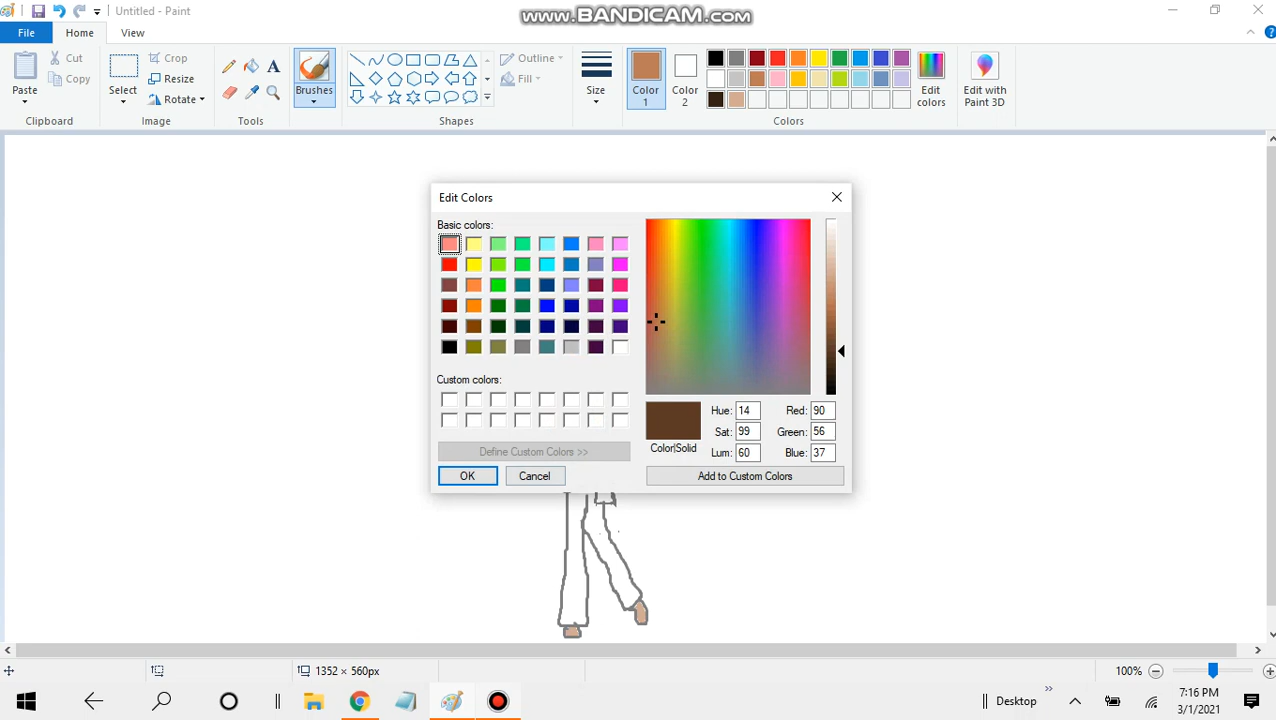 Untitled - Paint
www.BANDICAM.com
File
Home
View
Paste
Cut
Copy
Clipboard
Select
Crop
Resize
Rotate
Image
A
Tools
Brushes
Outline
Fill
Shapes
Size
Color 1
Color 2
Edit colors
Colors
Edit with Paint 3D
Edit Colors
Basic colors:
Custom colors:
Define Custom Colors >>
OK
Cancel
Color|Solid
Hue: 14
Sat: 99
Lum: 60
Red: 90
Green: 56
Blue: 37
Add to Custom Colors
1352 × 560px
100%
Desktop
7:16 PM
3/1/2021